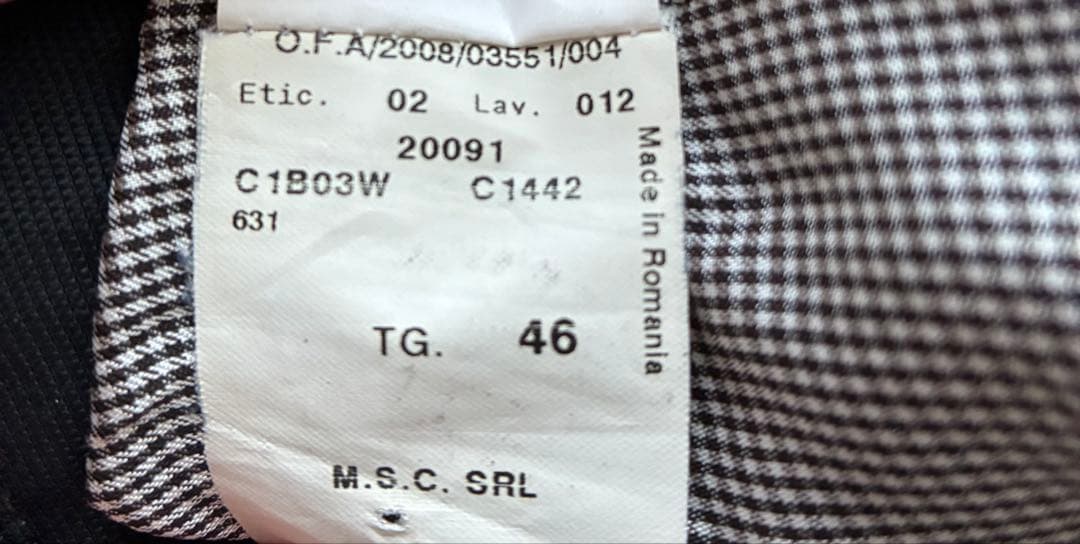 O.F.A/2008/03551/004
Etic. 02 Lav. 012
20091
C1B03W C1442
631
TG. 46
M.S.C. SRL
Made in Romania